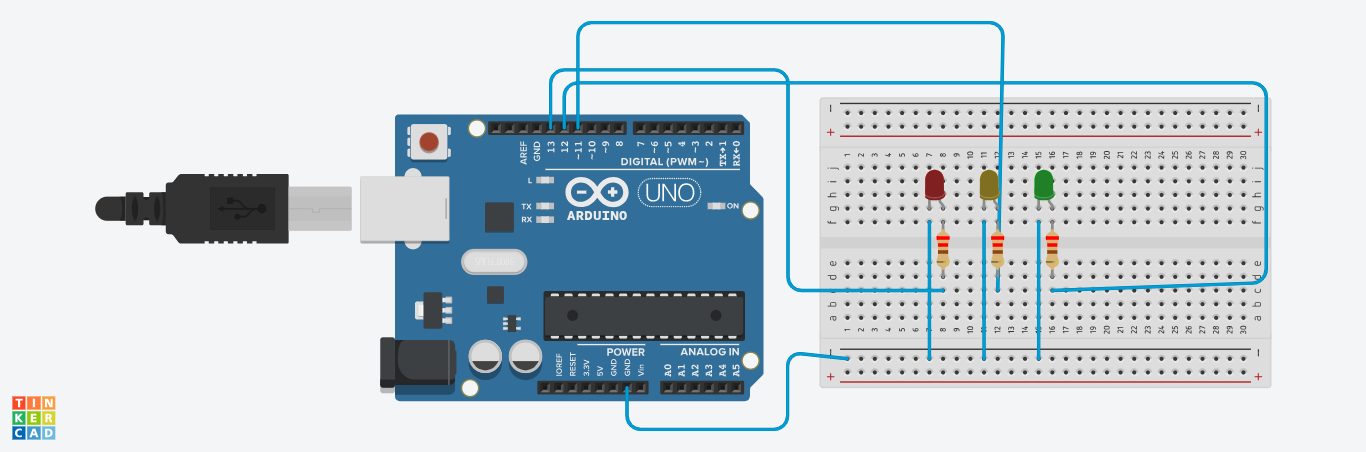 1 2 3 4 5 6 7 8 9 10 11 12 13 14 15 16 17 18 19 20 21 22 23 24 25 26 27 28 29 30
AREF
GND
13
12
~11
~10
~9
8
7
~6
~5
4
~3
2
TX→1
RX←0
DIGITAL (PWM~)
L
TX
RX
ARDUINO
UNO
ON
j
i
h
g
f
e
d
c
b
a
j
i
h
g
f
e
d
c
b
a
1 2 3 4 5 6 7 8 9 10 11 12 13 14 15 16 17 18 19 20 21 22 23 24 25 26 27 28 29 30
POWER
ANALOG IN
IOREF
RESET
3.3V
5V
GND
GND
Vin
A0
A1
A2
A3
A4
A5
TIN
KER
CAD